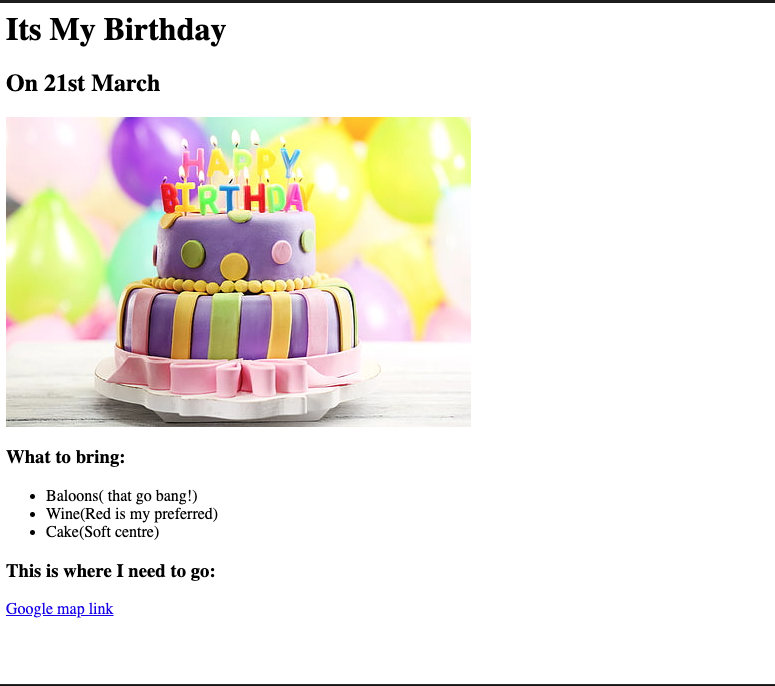 Its My Birthday
On 21st March
HAPPY
BIRTHDAY
What to bring:
Baloons( that go bang!)
Wine(Red is my preferred)
Cake(Soft centre)
This is where I need to go:
Google map link